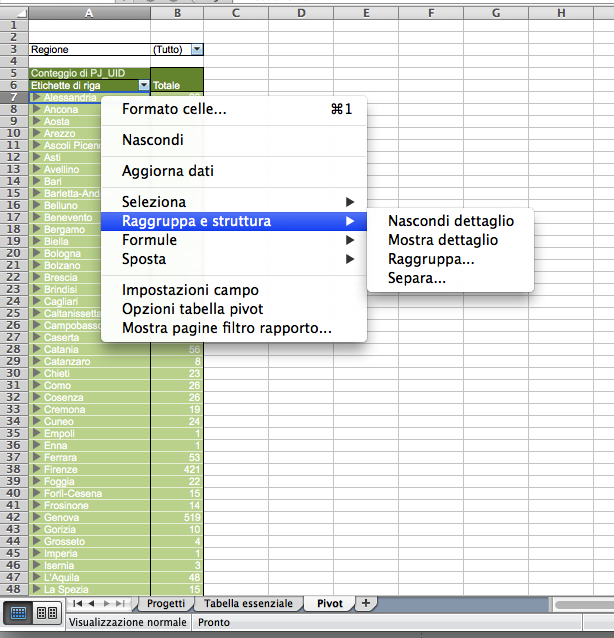 A B C D E F G H
1
2
3 Regione (Tutto)
4
5 Conteggio di PJ_UID
6 Etichette di riga Totale
7 Alessandria
8 Ancona
9 Aosta
10 Arezzo
11 Ascoli Piceno
12 Asti
13 Avellino
14 Bari
15 Barletta-And
16 Belluno
17 Benevento
18 Bergamo
19 Biella
20 Bologna
21 Bolzano
22 Brescia
23 Brindisi
24 Cagliari
25 Caltanissetta
26 Campobasso
27 Caserta
28 Catania 56
29 Catanzaro 8
30 Chieti 23
31 Como 26
32 Cosenza 26
33 Cremona 19
34 Cuneo 24
35 Empoli 1
36 Enna 1
37 Ferrara 53
38 Firenze 421
39 Foggia 22
40 Forlì-Cesena 15
41 Frosinone 14
42 Genova 519
43 Gorizia 10
44 Grosseto 4
45 Imperia 1
46 Isernia 3
47 L'Aquila 48
48 La Spezia 15
Formato celle... ⌘1
Nascondi
Aggiorna dati
Seleziona
Raggruppa e struttura
Formule
Sposta
Impostazioni campo
Opzioni tabella pivot
Mostra pagine filtro rapporto...
Nascondi dettaglio
Mostra dettaglio
Raggruppa...
Separa...
Progetti Tabella essenziale Pivot +
Visualizzazione normale Pronto